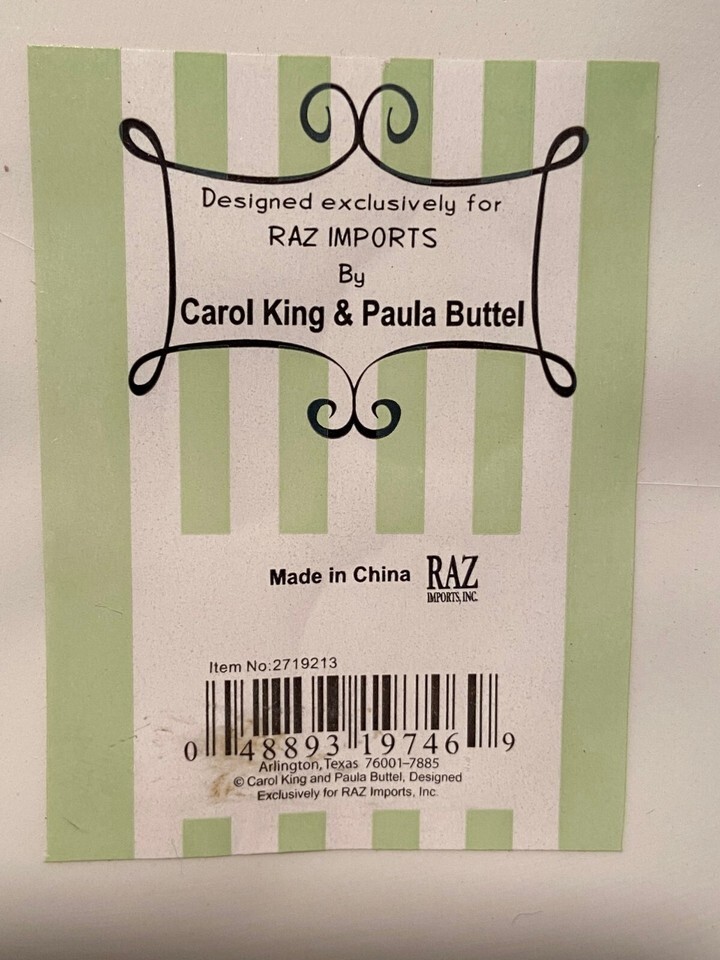 Designed exclusively for
RAZ IMPORTS
By
Carol King & Paula Buttel
Made in China RAZ
IMPORTS, INC.
Item No:2719213
0 48893 19746 9
Arlington, Texas 76001-7885
© Carol King and Paula Buttel, Designed
Exclusively for RAZ Imports, Inc.